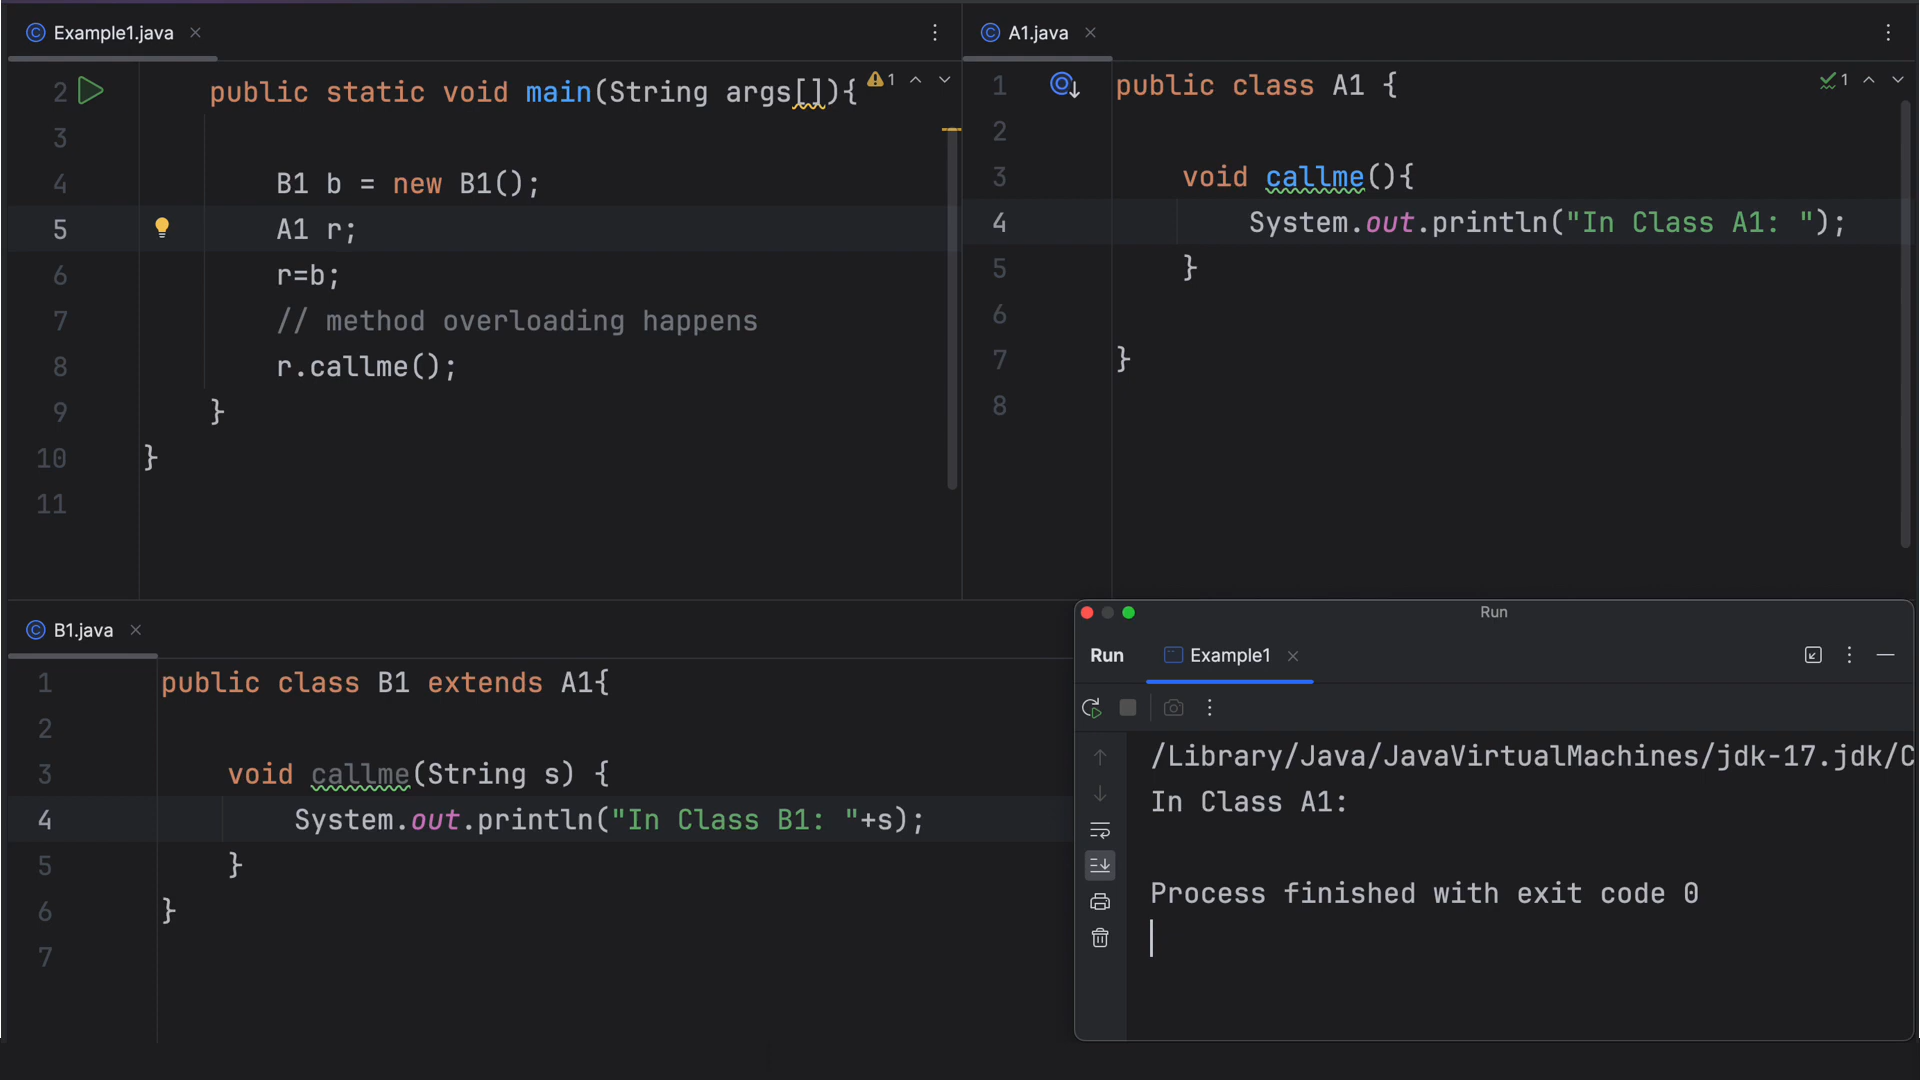 Example1.java
2 public static void main(String args[]){ 1
3
4 B1 b = new B1();
5 A1 r;
6 r=b;
7 // method overloading happens
8 r.callme();
9 }
10 }
11
A1.java
1 public class A1 { 1
2
3 void callme(){
4 System.out.println("In Class A1: ");
5 }
6
7 }
8
B1.java
1 public class B1 extends A1{
2
3 void callme(String s) {
4 System.out.println("In Class B1: "+s);
5 }
6 }
7
Run
Run Example1
/Library/Java/JavaVirtualMachines/jdk-17.jdk/C
In Class A1:
Process finished with exit code 0